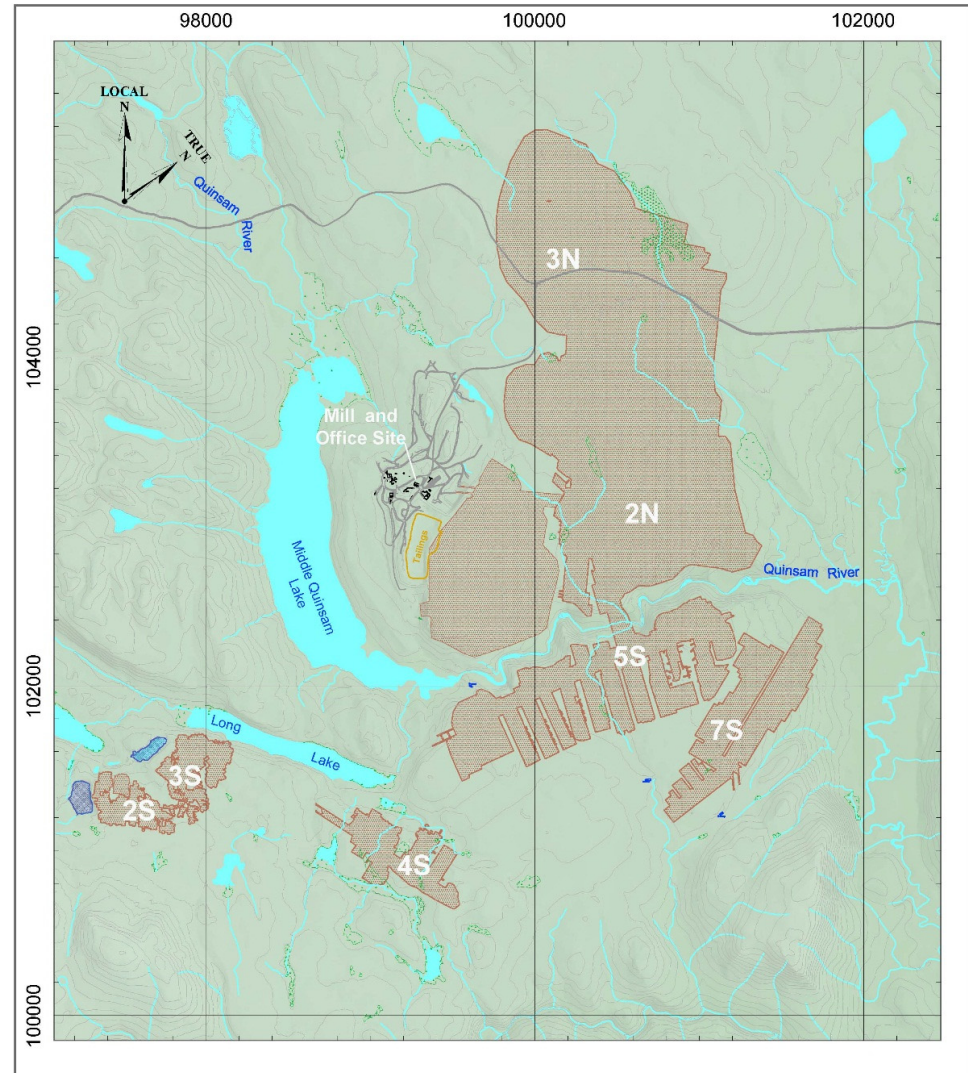 98000
100000
102000
LOCAL
N
TRUE
N
Quinsam
River
3N
104000
Mill and
Office Site
2N
Tailings
Middle Quinsam
Lake
Quinsam River
5S
102000
Long
Lake
7S
3S
2S
4S
100000